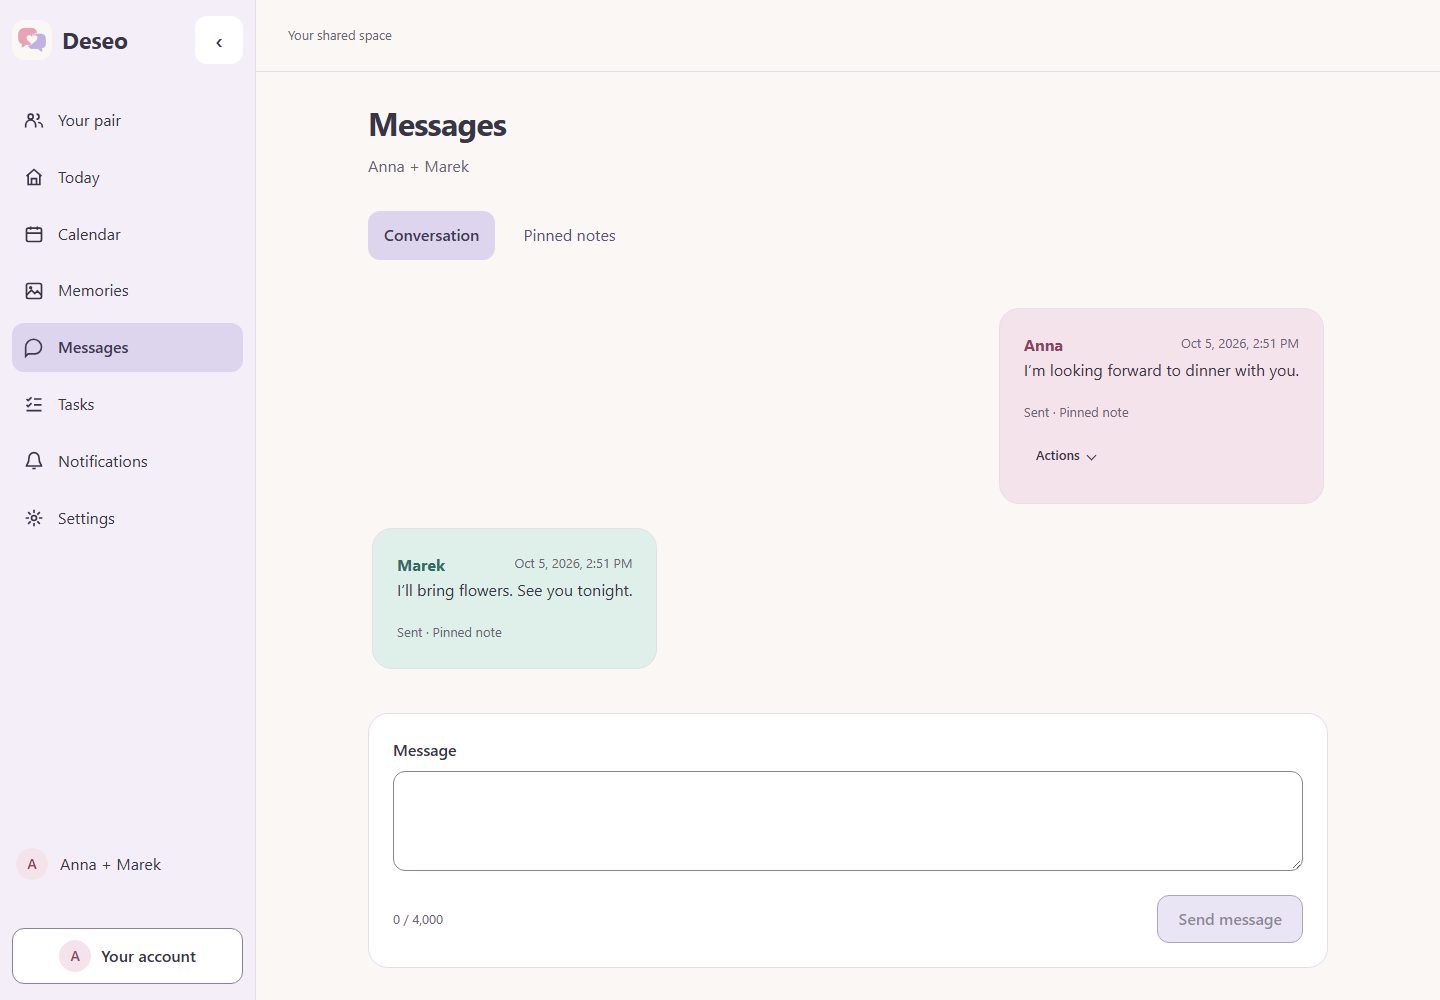 Deseo
‹
Your pair
Today
Calendar
Memories
Messages
Tasks
Notifications
Settings
A
Anna + Marek
A
Your account
Your shared space
Messages
Anna + Marek
Conversation
Pinned notes
Anna
Oct 5, 2026, 2:51 PM
I’m looking forward to dinner with you.
Sent · Pinned note
Actions
Marek
Oct 5, 2026, 2:51 PM
I’ll bring flowers. See you tonight.
Sent · Pinned note
Message
0 / 4,000
Send message